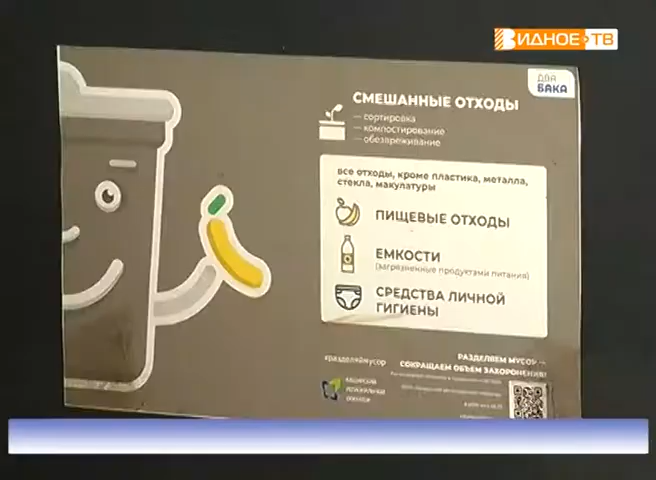 ВИДНОЕ ТВ
ДВА
БАКА
СМЕШАННЫЕ ОТХОДЫ
— сортировка
— компостирование
— обезвреживание
все отходы, кроме пластика, металла,
стекла, макулатуры
ПИЩЕВЫЕ ОТХОДЫ
ЕМКОСТИ
(загрязненные продуктами питания)
СРЕДСТВА ЛИЧНОЙ
ГИГИЕНЫ
#разделяймусор
РАЗДЕЛЯЕМ МУСОР —
СОКРАЩАЕМ ОБЪЕМ ЗАХОРОНЕНИЯ!